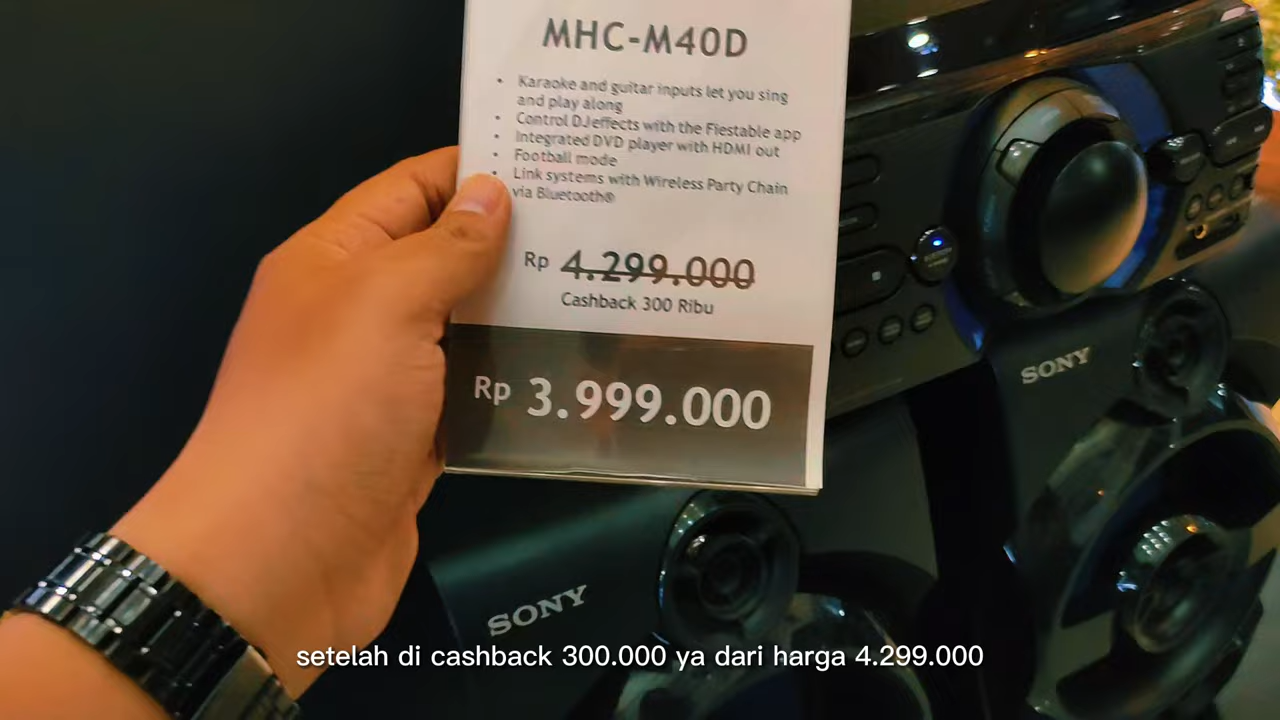 MHC-M40D
• Karaoke and guitar inputs let you sing
and play along
• Control DJ effects with the Fiestable app
• Integrated DVD player with HDMI out
• Football mode
• Link systems with Wireless Party Chain
via Bluetooth®
Rp 4.299.000
Cashback 300 Ribu
Rp 3.999.000
SONY
SONY
setelah di cashback 300.000 ya dari harga 4.299.000